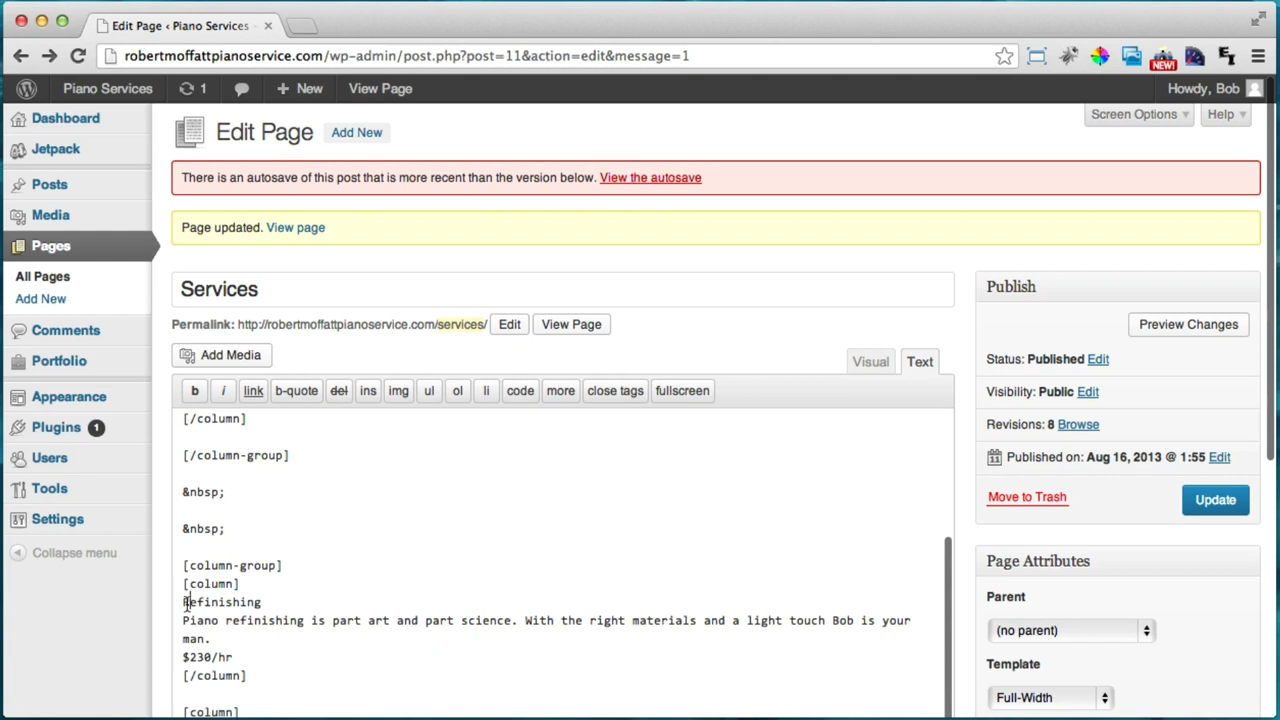 Edit Page ‹ Piano Services
robertmoffattpianoservice.com/wp-admin/post.php?post=11&action=edit&message=1
NEW!
Piano Services
1
+ New
View Page
Howdy, Bob
Dashboard
Jetpack
Posts
Media
Pages
All Pages
Add New
Comments
Portfolio
Appearance
Plugins 1
Users
Tools
Settings
Collapse menu
Screen Options
Help
Edit Page
Add New
There is an autosave of this post that is more recent than the version below. View the autosave
Page updated. View page
Services
Permalink: http://robertmoffattpianoservice.com/services/ Edit View Page
Add Media
Visual Text
b i link b-quote del ins img ul ol li code more close tags fullscreen
[/column]
[/column-group]
&nbsp;
&nbsp;
[column-group]
[column]
Refinishing
Piano refinishing is part art and part science. With the right materials and a light touch Bob is your
man.
$230/hr
[/column]
[column]
Publish
Preview Changes
Status: Published Edit
Visibility: Public Edit
Revisions: 8 Browse
Published on: Aug 16, 2013 @ 1:55 Edit
Move to Trash
Update
Page Attributes
Parent
(no parent)
Template
Full-Width